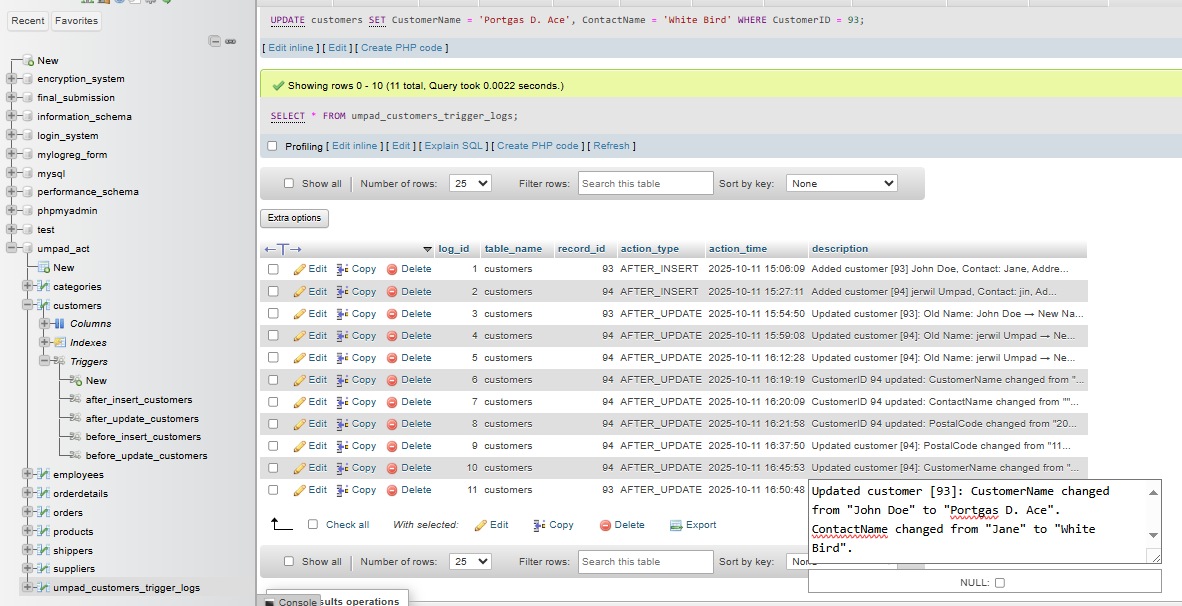 Recent Favorites
New
encryption_system
final_submission
information_schema
login_system
mylogreg_form
mysql
performance_schema
phpmyadmin
test
umpad_act
New
categories
customers
Columns
Indexes
Triggers
New
after_insert_customers
after_update_customers
before_insert_customers
before_update_customers
employees
orderdetails
orders
products
shippers
suppliers
umpad_customers_trigger_logs
UPDATE customers SET CustomerName = 'Portgas D. Ace', ContactName = 'White Bird' WHERE CustomerID = 93;
[ Edit inline ] [ Edit ] [ Create PHP code ]
Showing rows 0 - 10 (11 total, Query took 0.0022 seconds.)
SELECT * FROM umpad_customers_trigger_logs;
Profiling [ Edit inline ] [ Edit ] [ Explain SQL ] [ Create PHP code ] [ Refresh ]
Show all Number of rows: 25 Filter rows: Search this table Sort by key: None
Extra options
←T→ log_id table_name record_id action_type action_time description
Edit Copy Delete 1 customers 93 AFTER_INSERT 2025-10-11 15:06:09 Added customer [93] John Doe, Contact: Jane, Addre...
Edit Copy Delete 2 customers 94 AFTER_INSERT 2025-10-11 15:27:11 Added customer [94] jerwil Umpad, Contact: jin, Ad...
Edit Copy Delete 3 customers 93 AFTER_UPDATE 2025-10-11 15:54:50 Updated customer [93]: Old Name: John Doe → New Na...
Edit Copy Delete 4 customers 94 AFTER_UPDATE 2025-10-11 15:59:08 Updated customer [94]: Old Name: jerwil Umpad → Ne...
Edit Copy Delete 5 customers 94 AFTER_UPDATE 2025-10-11 16:12:28 Updated customer [94]: Old Name: jerwil Umpad → Ne...
Edit Copy Delete 6 customers 94 AFTER_UPDATE 2025-10-11 16:19:19 CustomerID 94 updated: CustomerName changed from "...
Edit Copy Delete 7 customers 94 AFTER_UPDATE 2025-10-11 16:20:09 CustomerID 94 updated: ContactName changed from ""...
Edit Copy Delete 8 customers 94 AFTER_UPDATE 2025-10-11 16:21:58 CustomerID 94 updated: PostalCode changed from "20...
Edit Copy Delete 9 customers 94 AFTER_UPDATE 2025-10-11 16:37:50 Updated customer [94]: PostalCode changed from "11...
Edit Copy Delete 10 customers 94 AFTER_UPDATE 2025-10-11 16:45:53 Updated customer [94]: CustomerName changed from "...
Edit Copy Delete 11 customers 93 AFTER_UPDATE 2025-10-11 16:50:48
Updated customer [93]: CustomerName changed
from "John Doe" to "Portgas D. Ace".
ContactName changed from "Jane" to "White
Bird".
NULL:
Check all With selected: Edit Copy Delete Export
Show all Number of rows: 25 Filter rows: Search this table Sort by key:
Console sults operations